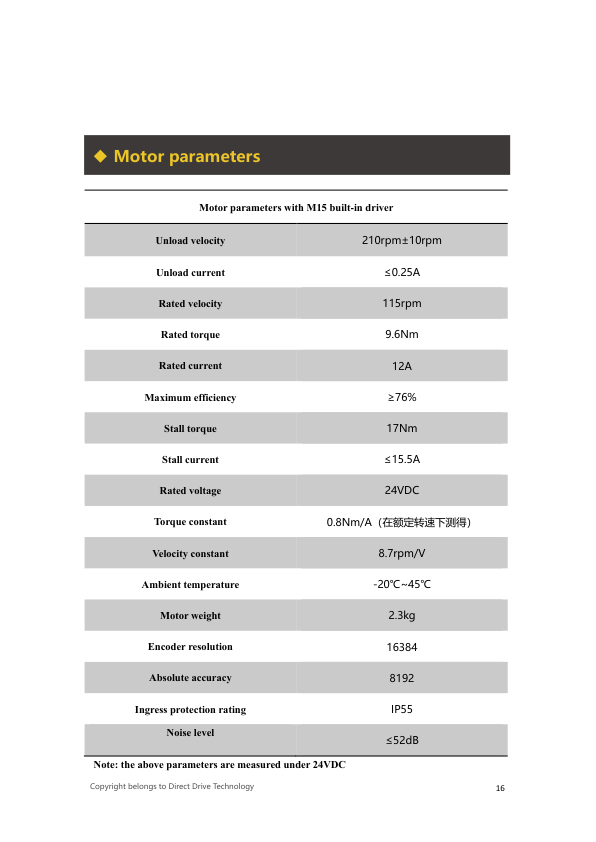 ◆ Motor parameters
Motor parameters with M15 built-in driver
Unload velocity 210rpm±10rpm
Unload current ≤0.25A
Rated velocity 115rpm
Rated torque 9.6Nm
Rated current 12A
Maximum efficiency ≥76%
Stall torque 17Nm
Stall current ≤15.5A
Rated voltage 24VDC
Torque constant 0.8Nm/A（在额定转速下测得）
Velocity constant 8.7rpm/V
Ambient temperature -20℃~45℃
Motor weight 2.3kg
Encoder resolution 16384
Absolute accuracy 8192
Ingress protection rating IP55
Noise level ≤52dB
Note: the above parameters are measured under 24VDC
Copyright belongs to Direct Drive Technology 16